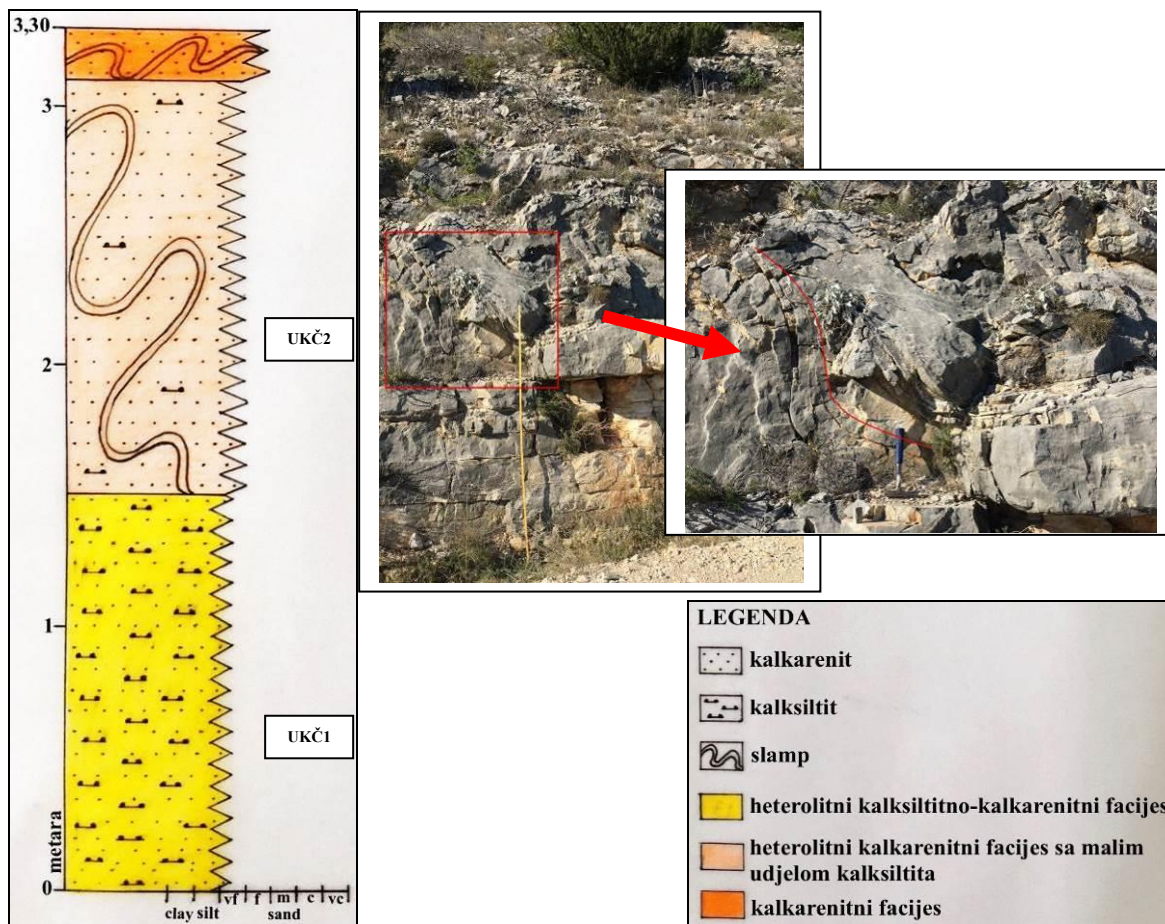 3,30
3
UKČ2
2
UKČ1
1
metara
0
clay silt vf f m c vc
sand
LEGENDA
kalkarenit
kalksiltit
slamp
heterolitni kalksiltitno-kalkarenitni facijes
heterolitni kalkarenitni facijes sa malim
udjelom kalksiltita
kalkarenitni facijes